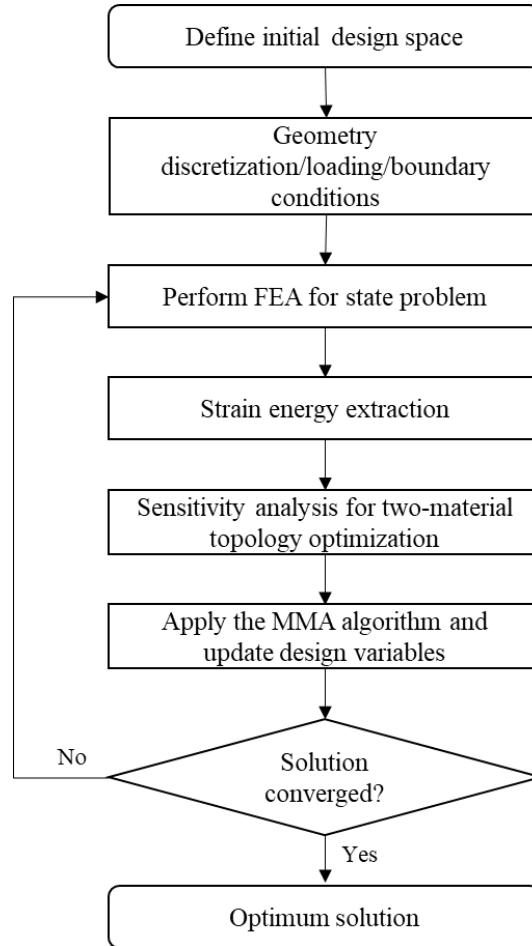 Define initial design space
Geometry
discretization/loading/boundary
conditions
Perform FEA for state problem
Strain energy extraction
Sensitivity analysis for two-material
topology optimization
Apply the MMA algorithm and
update design variables
Solution
converged?
No
Yes
Optimum solution